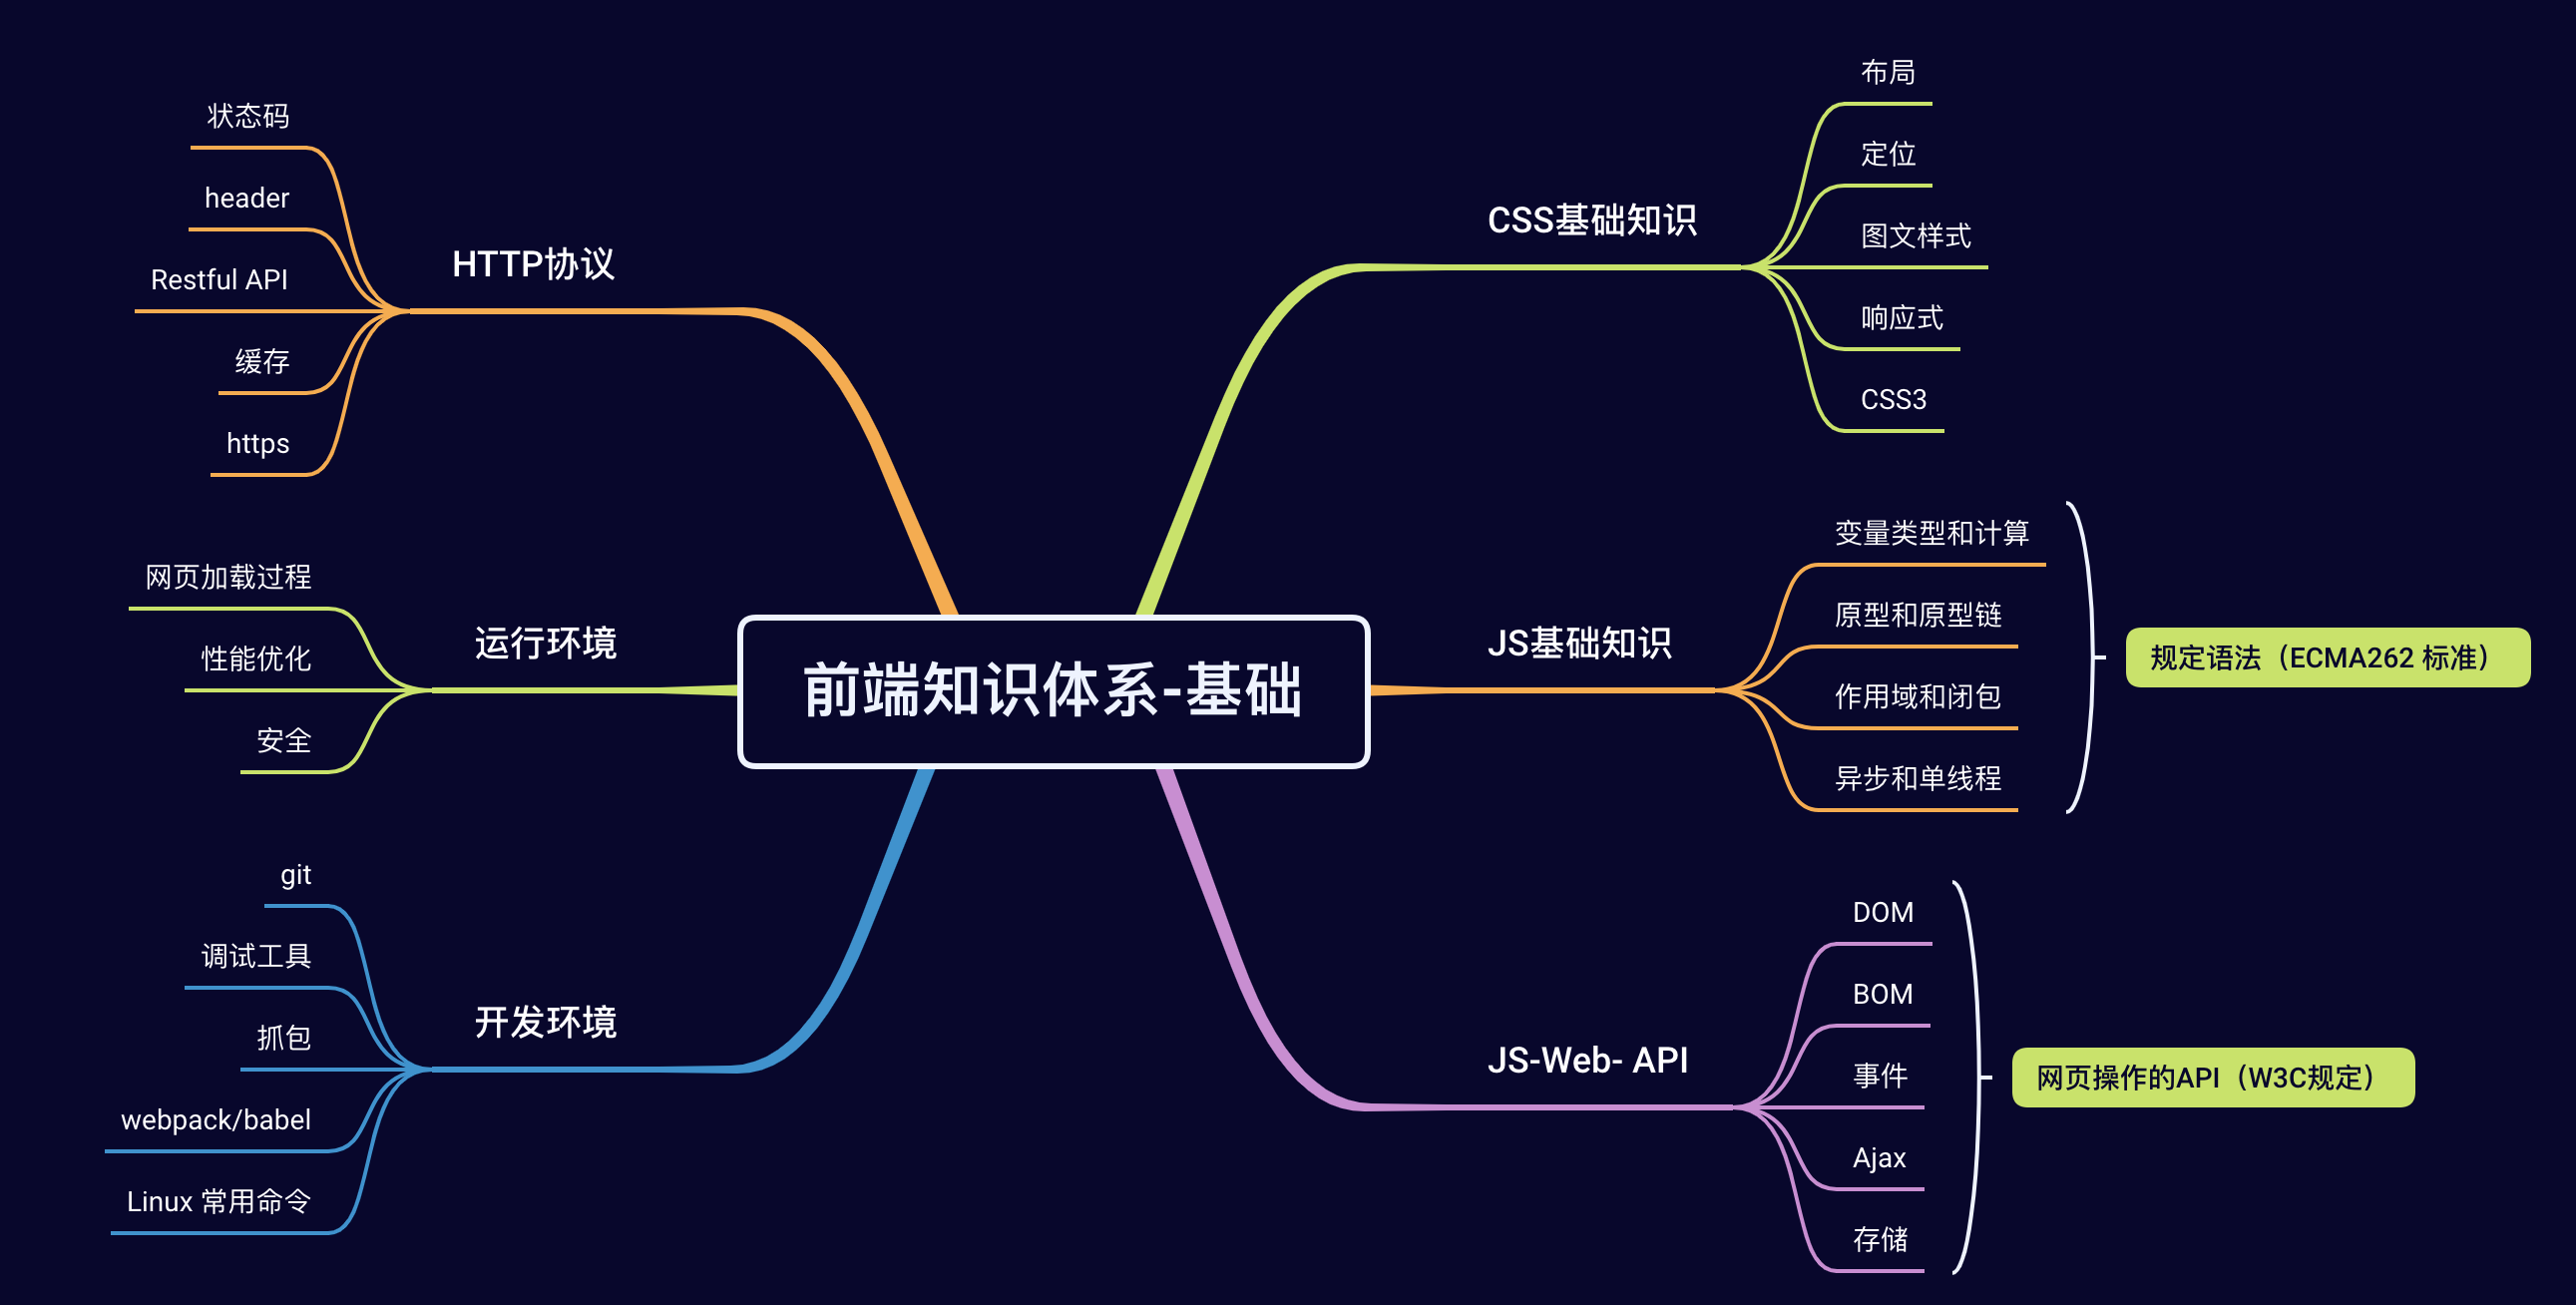 前端知识体系-基础
CSS基础知识
布局
定位
图文样式
响应式
CSS3
JS基础知识
变量类型和计算
原型和原型链
作用域和闭包
异步和单线程
规定语法（ECMA262 标准）
JS-Web- API
DOM
BOM
事件
Ajax
存储
网页操作的API（W3C规定）
HTTP协议
状态码
header
Restful API
缓存
https
运行环境
网页加载过程
性能优化
安全
开发环境
git
调试工具
抓包
webpack/babel
Linux 常用命令